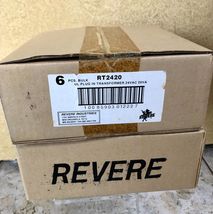 6 PCS. BULK RT2420
UL PLUG IN TRANSFORMER 24VAC 20VA
REVERE INDUSTRIES
REVERE